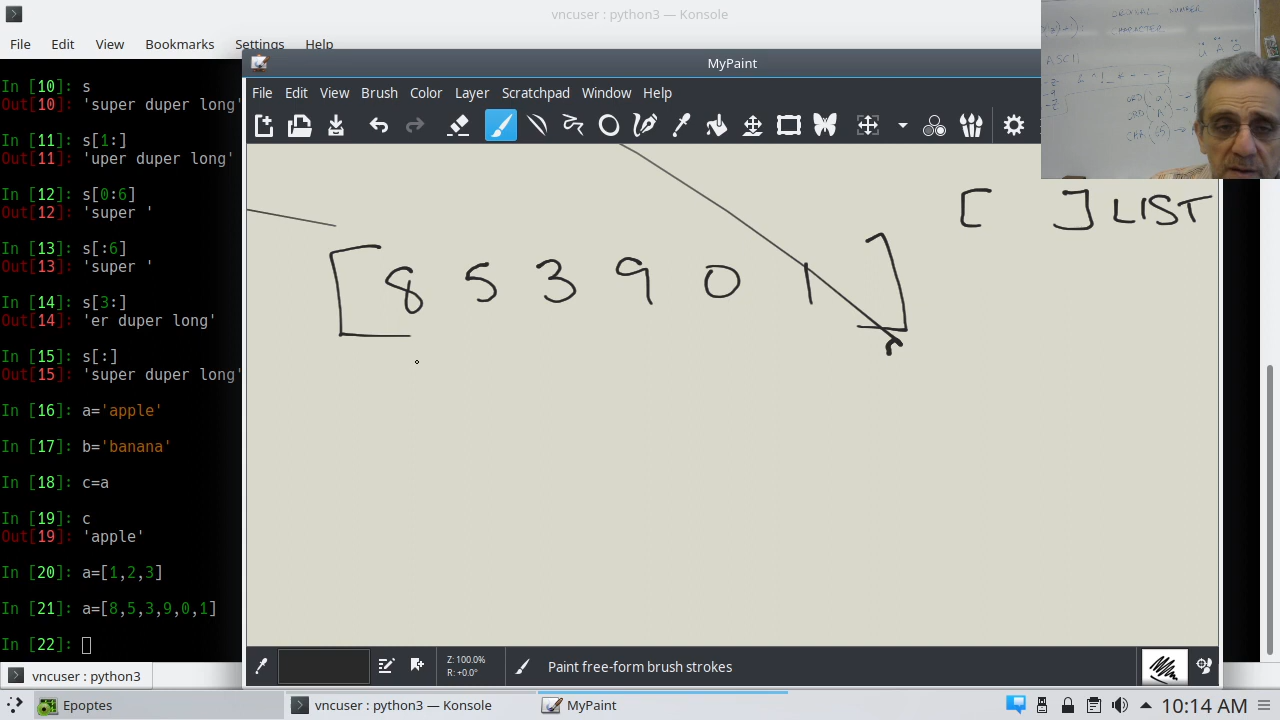 vncuser : python3 — Konsole
File Edit View Bookmarks Settings Help
In [10]: s
Out[10]: 'super duper long'
In [11]: s[1:]
Out[11]: 'uper duper long'
In [12]: s[0:6]
Out[12]: 'super '
In [13]: s[:6]
Out[13]: 'super '
In [14]: s[3:]
Out[14]: 'er duper long'
In [15]: s[:]
Out[15]: 'super duper long'
In [16]: a='apple'
In [17]: b='banana'
In [18]: c=a
In [19]: c
Out[19]: 'apple'
In [20]: a=[1,2,3]
In [21]: a=[8,5,3,9,0,1]
In [22]:
vncuser : python3
MyPaint
File Edit View Brush Color Layer Scratchpad Window Help
[ ] LIST
[8 5 3 9 0 1]
Z: 100.0%
R: +0.0°
Paint free-form brush strokes
ORDINAL NUMBER
CHARACTER
ASCII
Ü Ä Ö
Epoptes
vncuser : python3 — Konsole
MyPaint
10:14 AM